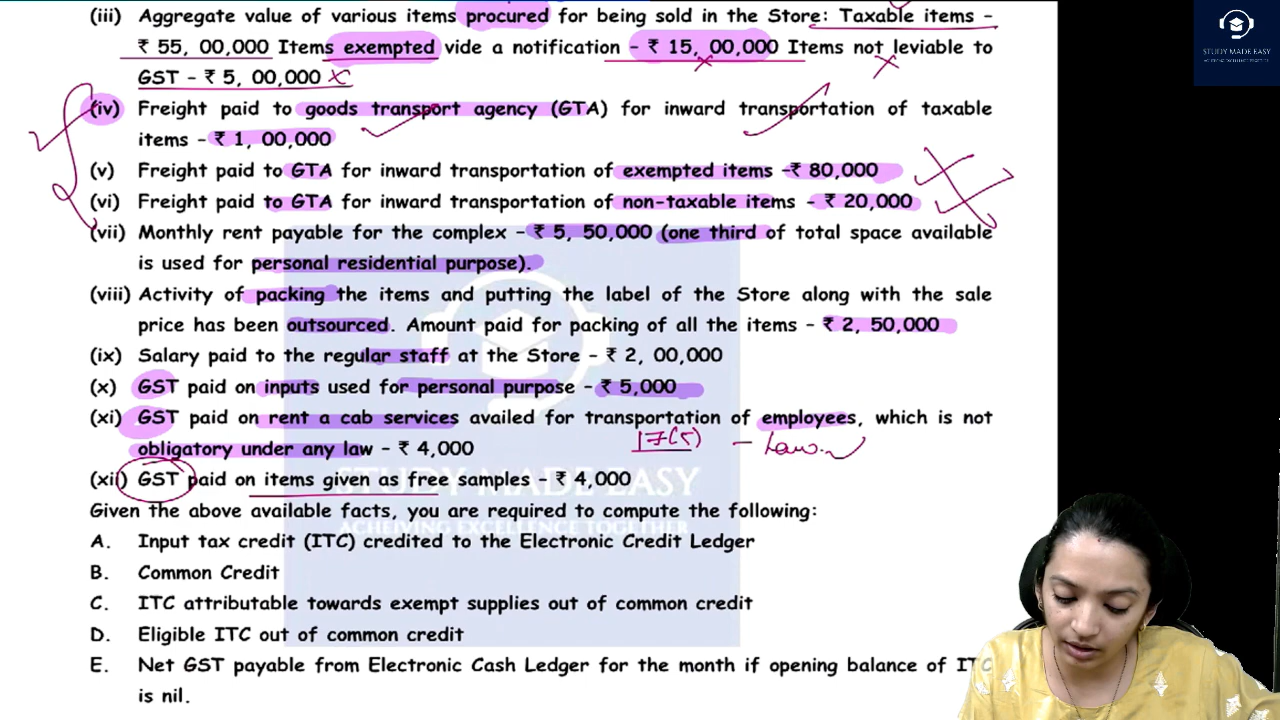 (iii) Aggregate value of various items procured for being sold in the Store: Taxable items -
₹ 55, 00,000 Items exempted vide a notification - ₹ 15, 00,000 Items not leviable to
GST - ₹ 5, 00,000
(iv) Freight paid to goods transport agency (GTA) for inward transportation of taxable
items - ₹ 1, 00,000
(v) Freight paid to GTA for inward transportation of exempted items -₹ 80,000
(vi) Freight paid to GTA for inward transportation of non-taxable items - ₹ 20,000
(vii) Monthly rent payable for the complex - ₹ 5, 50,000 (one third of total space available
is used for personal residential purpose).
(viii) Activity of packing the items and putting the label of the Store along with the sale
price has been outsourced. Amount paid for packing of all the items - ₹ 2, 50,000
(ix) Salary paid to the regular staff at the Store - ₹ 2, 00,000
(x) GST paid on inputs used for personal purpose - ₹ 5,000
(xi) GST paid on rent a cab services availed for transportation of employees, which is not
obligatory under any law - ₹ 4,000
17(5) - Law.
(xii) GST paid on items given as free samples - ₹ 4,000
Given the above available facts, you are required to compute the following:
A. Input tax credit (ITC) credited to the Electronic Credit Ledger
B. Common Credit
C. ITC attributable towards exempt supplies out of common credit
D. Eligible ITC out of common credit
E. Net GST payable from Electronic Cash Ledger for the month if opening balance of ITC
is nil.
STUDY MADE EASY
ACHEIVING EXCELLENCE TOGETHER
STUDY MADE EASY